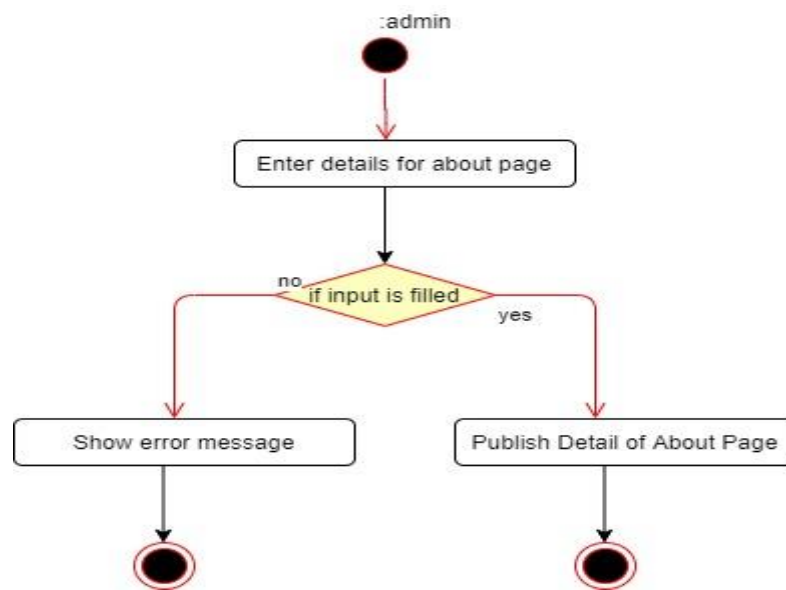 :admin
Enter details for about page
no
if input is filled
yes
Show error message
Publish Detail of About Page